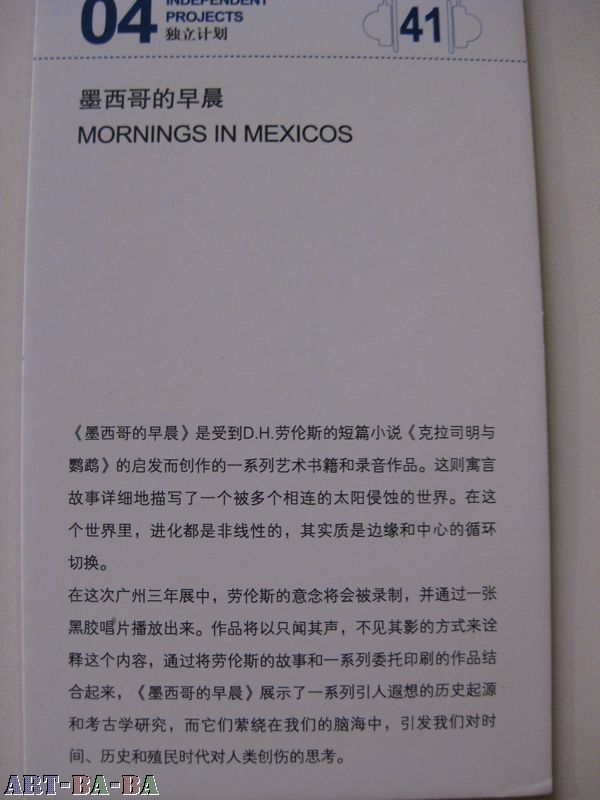 04
INDEPENDENT
PROJECTS
独立计划
41
墨西哥的早晨
MORNINGS IN MEXICOS
《墨西哥的早晨》是受到D.H.劳伦斯的短篇小说《克拉司明与
鹦鹉》的启发而创作的一系列艺术书籍和录音作品。这则寓言
故事详细地描写了一个被多个相连的太阳侵蚀的世界。在这
个世界里，进化都是非线性的，其实质是边缘和中心的循环
切换。
在这次广州三年展中，劳伦斯的意念将会被录制，并通过一张
黑胶唱片播放出来。作品将以只闻其声，不见其影的方式来诠
释这个内容，通过将劳伦斯的故事和一系列委托印刷的作品结
合起来，《墨西哥的早晨》展示了一系列引人遐想的历史起源
和考古学研究，而它们萦绕在我们的脑海中，引发我们对时
间、历史和殖民时代对人类创伤的思考。
ART-BA-BA